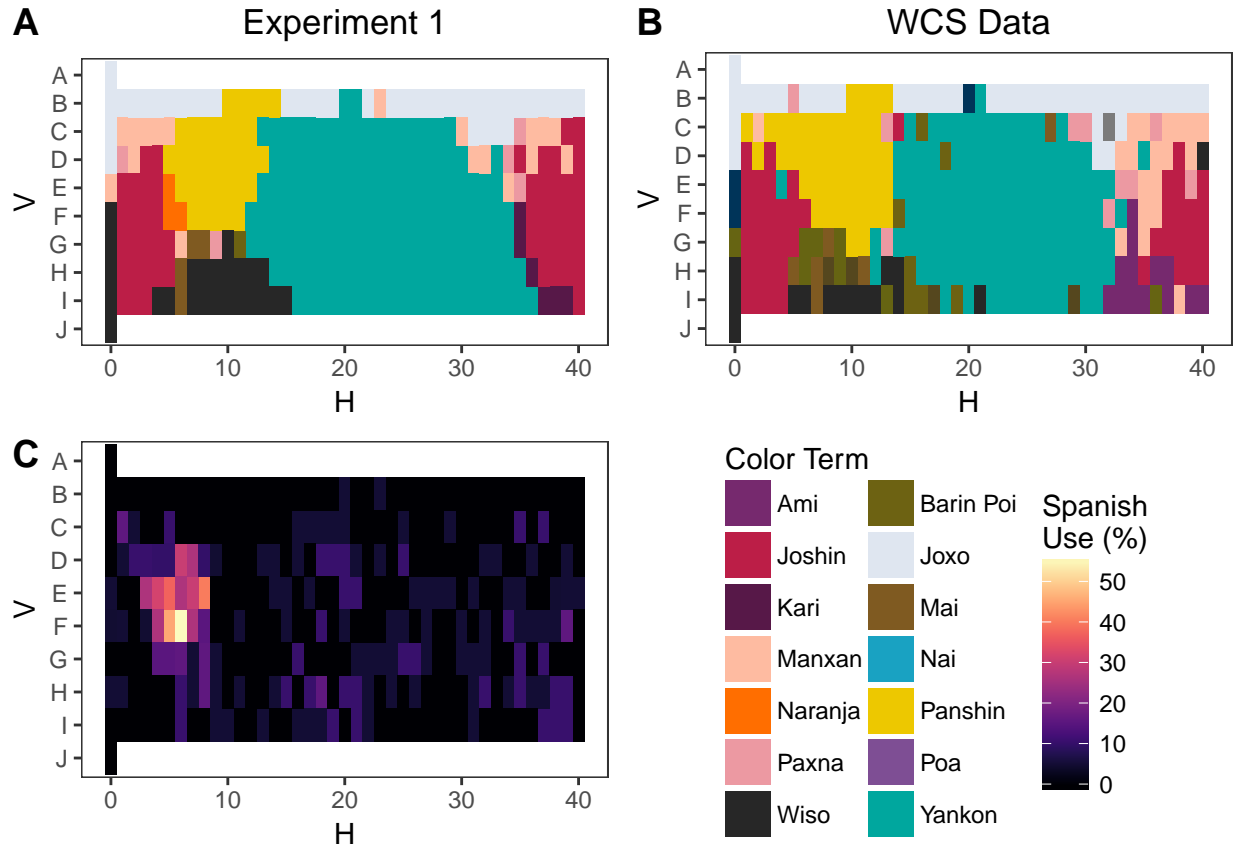 A
Experiment 1
A
B
C
D
E
F
G
H
I
J
V
0
10
20
30
40
H
B
WCS Data
A
B
C
D
E
F
G
H
I
J
V
0
10
20
30
40
H
C
A
B
C
D
E
F
G
H
I
J
V
0
10
20
30
40
H
Color Term
Ami
Joshin
Kari
Manxan
Naranja
Paxna
Wiso
Barin Poi
Joxo
Mai
Nai
Panshin
Poa
Yankon
Spanish
Use (%)
50
40
30
20
10
0